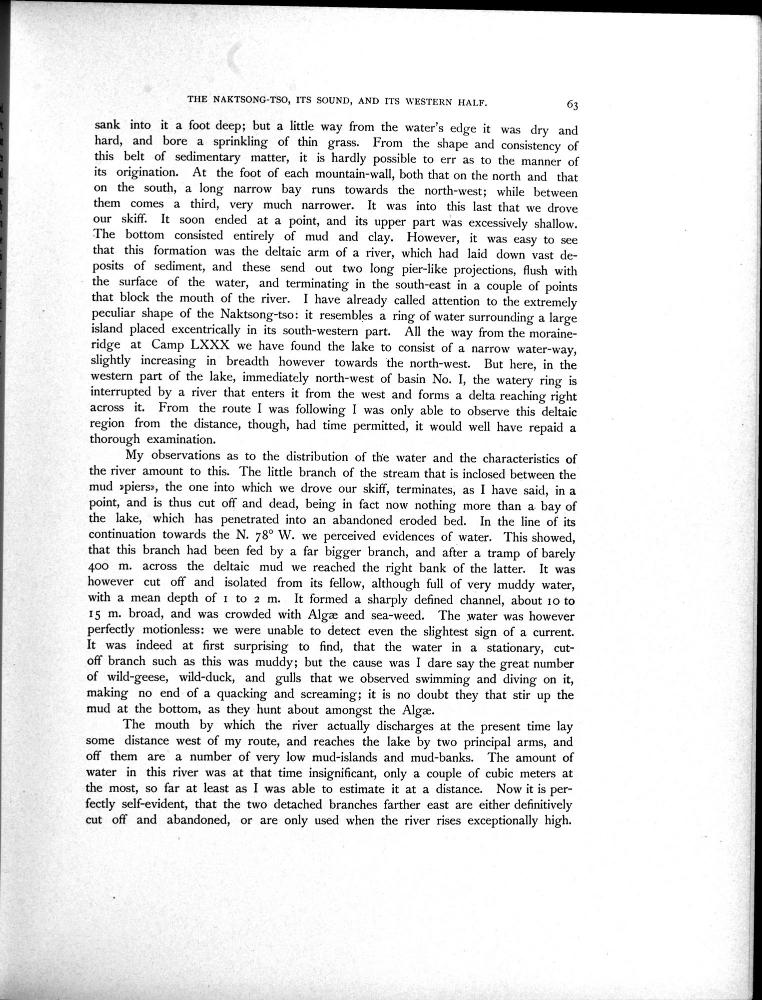 THE NAKTSONG-TSO, ITS SOUND, AND ITS WESTERN HALF. 63
sank into it a foot deep; but a little way from the water's edge it was dry and
hard, and bore a sprinkling of thin grass. From the shape and consistency of
this belt of sedimentary matter, it is hardly possible to err as to the manner of
its origination. At the foot of each mountain-wall, both that on the north and that
on the south, a long narrow bay runs towards the north-west; while between
them comes a third, very much narrower. It was into this last that we drove
our skiff. It soon ended at a point, and its upper part was excessively shallow.
The bottom consisted entirely of mud and clay. However, it was easy to see
that this formation was the deltaic arm of a river, which had laid down vast de-
posits of sediment, and these send out two long pier-like projections, flush with
the surface of the water, and terminating in the south-east in a couple of points
that block the mouth of the river. I have already called attention to the extremely
peculiar shape of the Naktsong-tso: it resembles a ring of water surrounding a large
island placed excentrically in its south-western part. All the way from the moraine-
ridge at Camp LXXX we have found the lake to consist of a narrow water-way,
slightly increasing in breadth however towards the north-west. But here, in the
western part of the lake, immediately north-west of basin No. I, the watery ring is
interrupted by a river that enters it from the west and forms a delta reaching right
across it. From the route I was following I was only able to observe this deltaic
region from the distance, though, had time permitted, it would well have repaid a
thorough examination.
My observations as to the distribution of the water and the characteristics of
the river amount to this. The little branch of the stream that is inclosed between the
mud »piers», the one into which we drove our skiff, terminates, as I have said, in a
point, and is thus cut off and dead, being in fact now nothing more than a bay of
the lake, which has penetrated into an abandoned eroded bed. In the line of its
continuation towards the N. 78° W. we perceived evidences of water. This showed,
that this branch had been fed by a far bigger branch, and after a tramp of barely
400 m. across the deltaic mud we reached the right bank of the latter. It was
however cut off and isolated from its fellow, although full of very muddy water,
with a mean depth of 1 to 2 m. It formed a sharply defined channel, about 10 to
15 m. broad, and was crowded with Algæ and sea-weed. The water was however
perfectly motionless: we were unable to detect even the slightest sign of a current.
It was indeed at first surprising to find, that the water in a stationary, cut-
off branch such as this was muddy; but the cause was I dare say the great number
of wild-geese, wild-duck, and gulls that we observed swimming and diving on it,
making no end of a quacking and screaming; it is no doubt they that stir up the
mud at the bottom, as they hunt about amongst the Algæ.
The mouth by which the river actually discharges at the present time lay
some distance west of my route, and reaches the lake by two principal arms, and
off them are a number of very low mud-islands and mud-banks. The amount of
water in this river was at that time insignificant, only a couple of cubic meters at
the most, so far at least as I was able to estimate it at a distance. Now it is per-
fectly self-evident, that the two detached branches farther east are either definitively
cut off and abandoned, or are only used when the river rises exceptionally high.